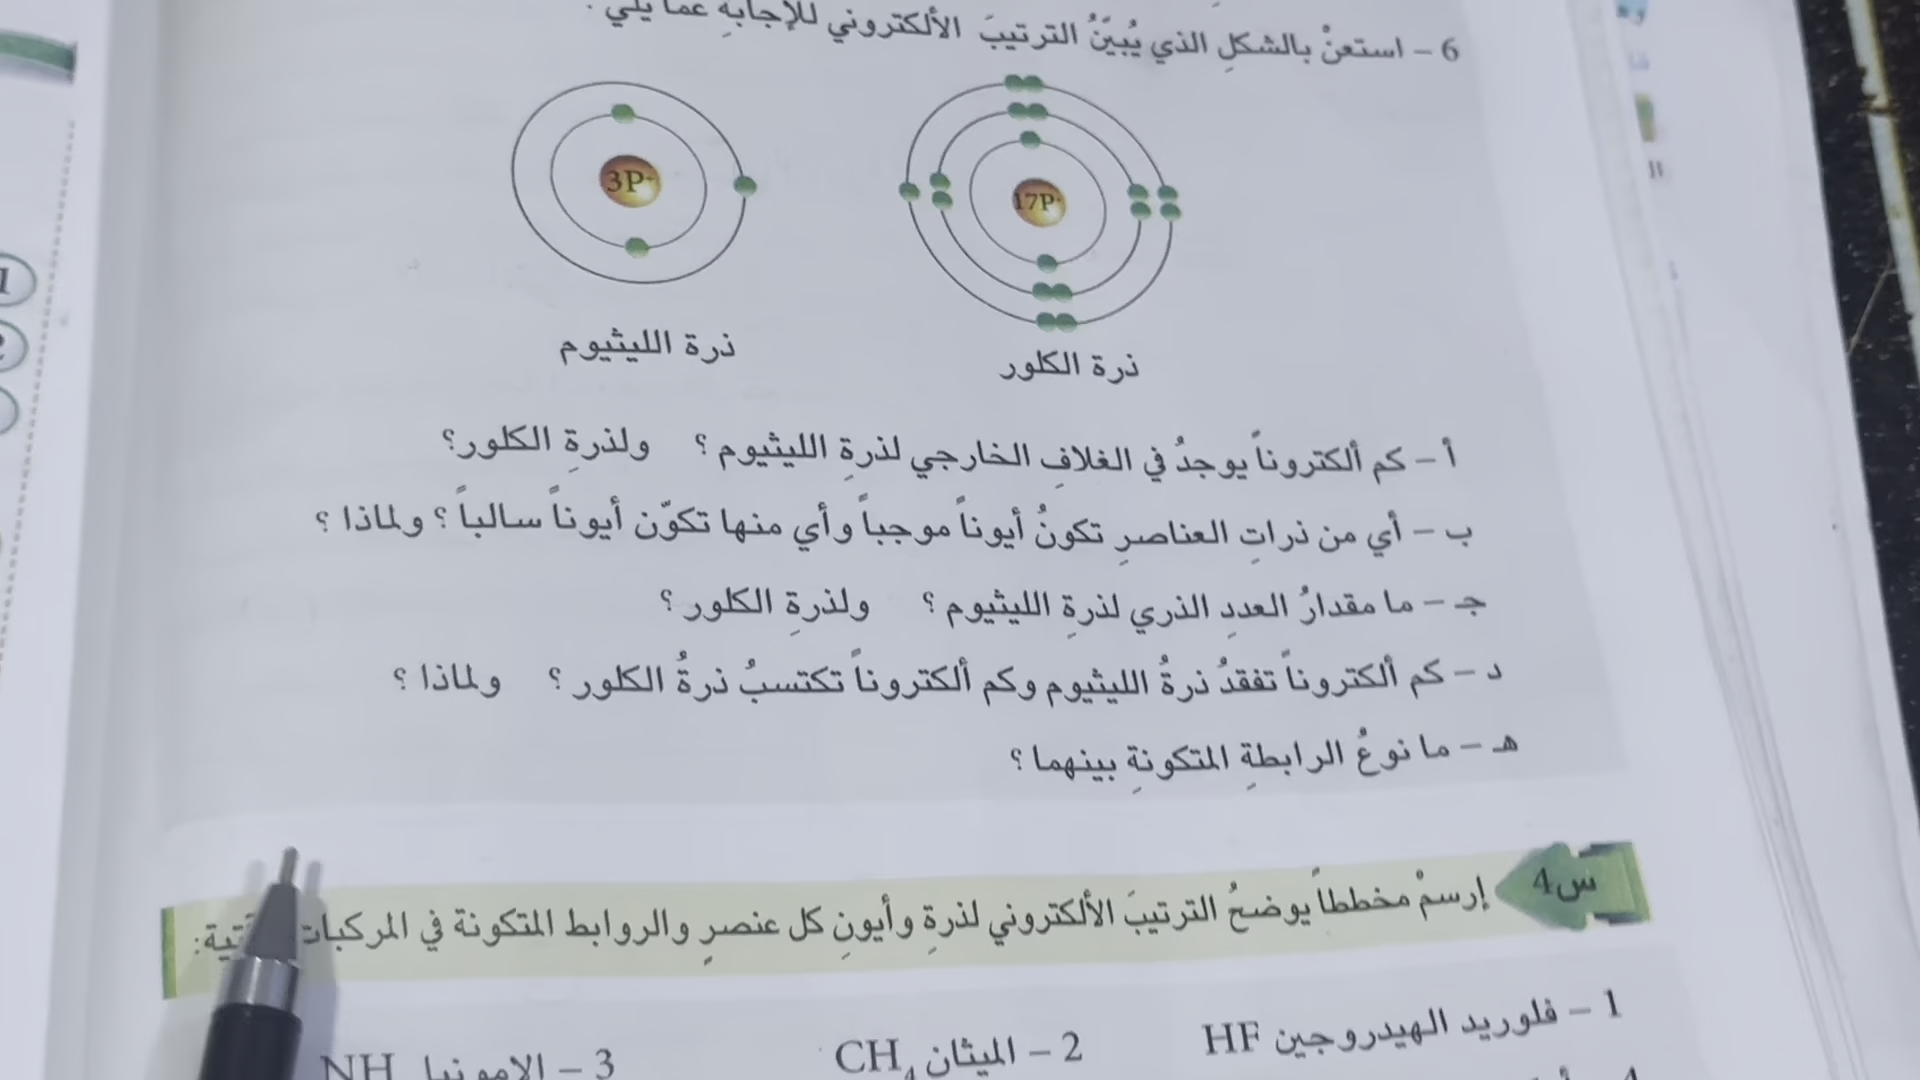 6 – استعنْ بالشكلِ الذي يُبيّنُ الترتيبَ الألكتروني للإجابةِ عما يلي :
3P+
17P+
ذرة الليثيوم
ذرة الكلور
أ – كم ألكتروناً يوجدُ في الغلافِ الخارجي لذرةِ الليثيوم ؟ ولذرةِ الكلور؟
ب – أي من ذراتِ العناصرِ تكونُ أيوناً موجباً وأي منها تكوّن أيوناً سالباً ؟ ولماذا ؟
جـ – ما مقدارُ العددِ الذري لذرةِ الليثيوم ؟ ولذرةِ الكلور ؟
د – كم ألكتروناً تفقدُ ذرةُ الليثيوم وكم ألكتروناً تكتسبُ ذرةُ الكلور ؟ ولماذا ؟
هـ – ما نوعُ الرابطةِ المتكونةِ بينهما ؟
س4 إرسمْ مخططاً يوضحُ الترتيبَ الألكتروني لذرةِ وأيونِ كل عنصرٍ والروابط المتكونة في المركبات
1 – فلوريد الهيدروجين HF
2 – الميثان CH4
3 – الامونيا NH